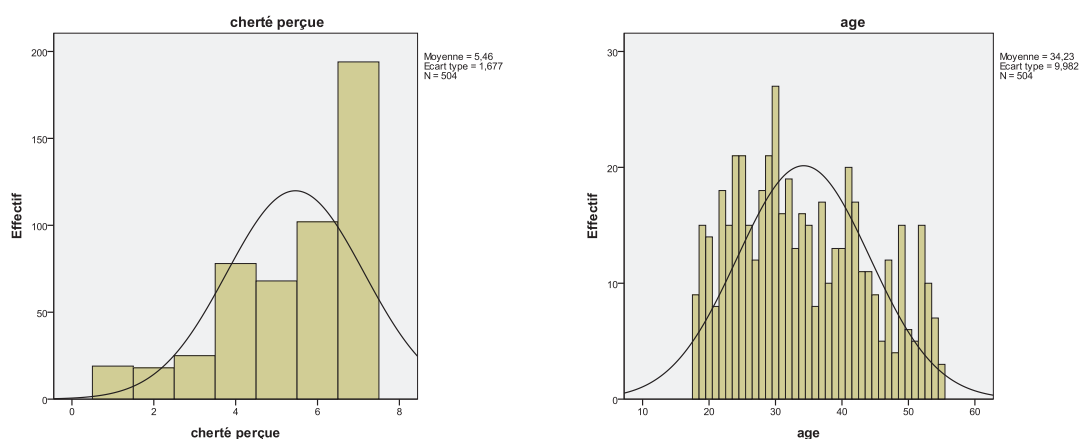 cherté perçue
200
150
100
50
0
Effectif
0 2 4 6 8
cherté perçue
Moyenne = 5,46
Ecart type = 1,677
N = 504
age
30
20
10
0
Effectif
10 20 30 40 50 60
age
Moyenne = 34,23
Ecart type = 9,982
N = 504